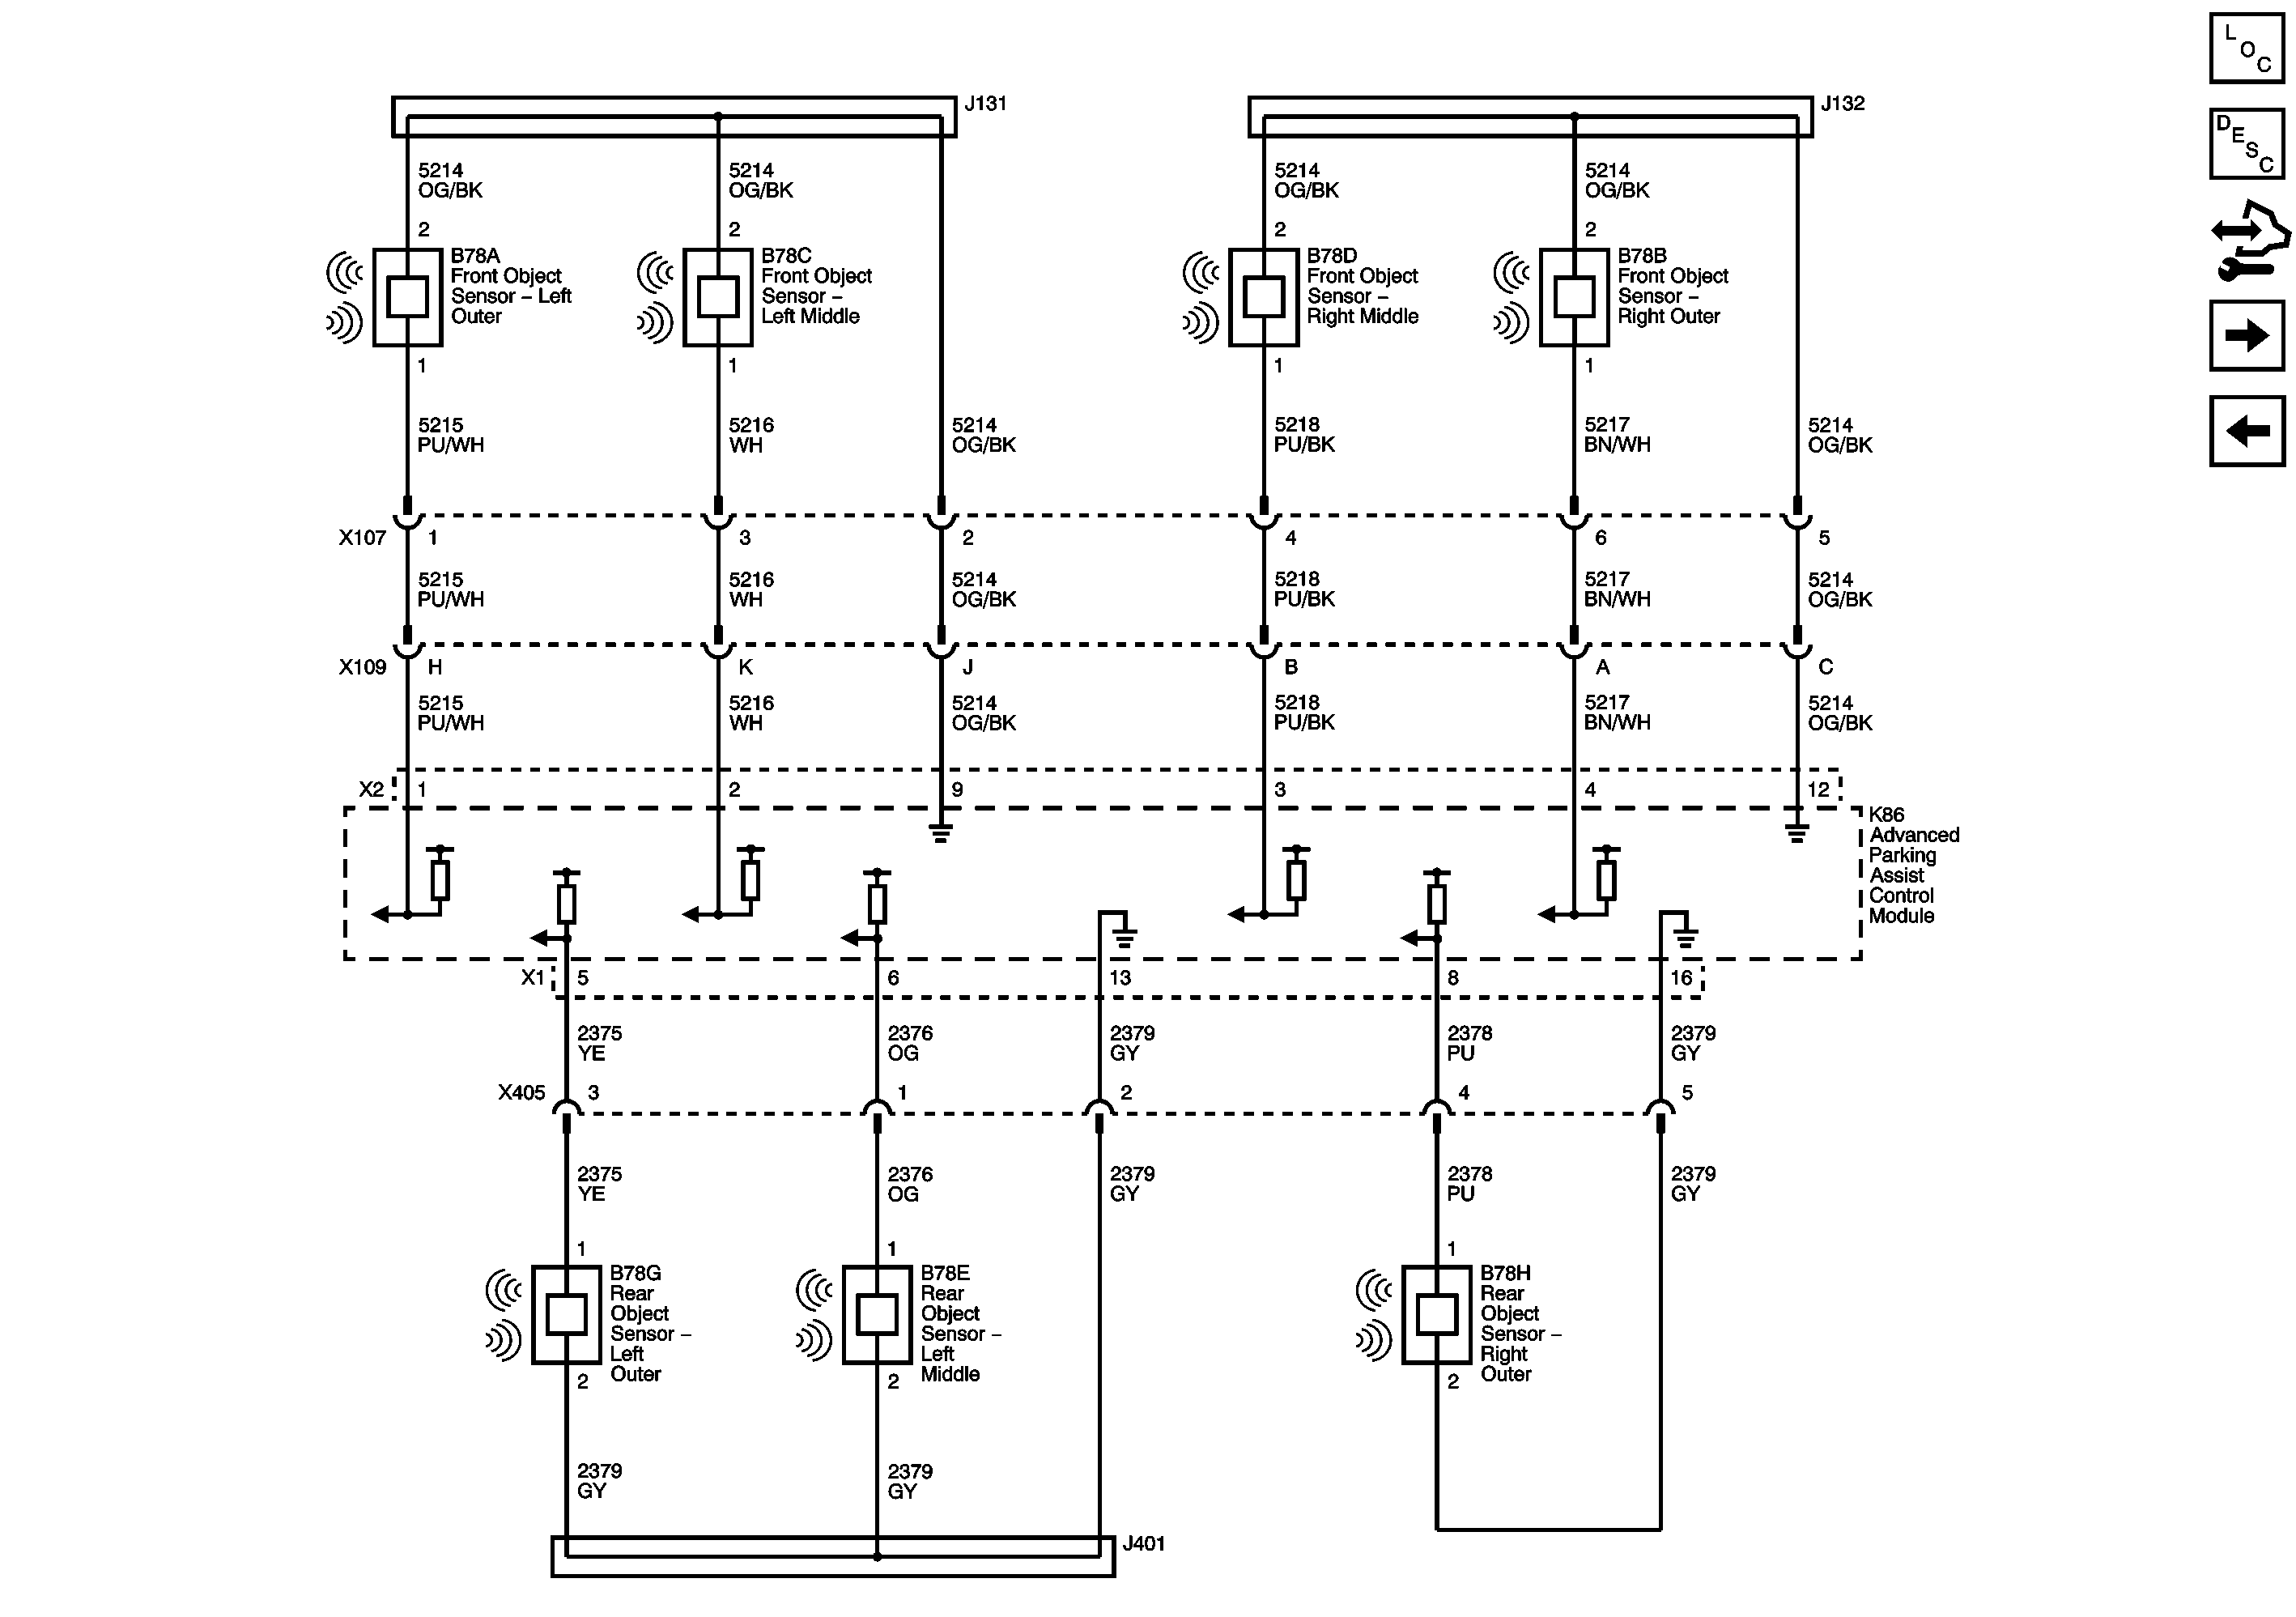 L
O
C
J131
J132
D
E
S
C
5214
OG/BK
5214
OG/BK
5214
OG/BK
5214
OG/BK
2
2
2
2
B78A
Front Object
Sensor – Left
Outer
B78C
Front Object
Sensor –
Left Middle
B78D
Front Object
Sensor –
Right Middle
B78B
Front Object
Sensor –
Right Outer
1
1
1
1
5215
PU/WH
5216
WH
5214
OG/BK
5218
PU/BK
5217
BN/WH
5214
OG/BK
X107
1
3
2
4
6
5
5215
PU/WH
5216
WH
5214
OG/BK
5218
PU/BK
5217
BN/WH
5214
OG/BK
X109
H
K
J
B
A
C
5215
PU/WH
5216
WH
5214
OG/BK
5218
PU/BK
5217
BN/WH
5214
OG/BK
X2
1
2
9
3
4
12
K86
Advanced
Parking
Assist
Control
Module
X1
5
6
13
8
16
2375
YE
2376
OG
2379
GY
2378
PU
2379
GY
X405
3
1
2
4
5
2375
YE
2376
OG
2379
GY
2378
PU
2379
GY
1
1
1
B78G
Rear
Object
Sensor –
Left
Outer
B78E
Rear
Object
Sensor –
Left
Middle
B78H
Rear
Object
Sensor –
Right
Outer
2
2
2
2379
GY
2379
GY
J401